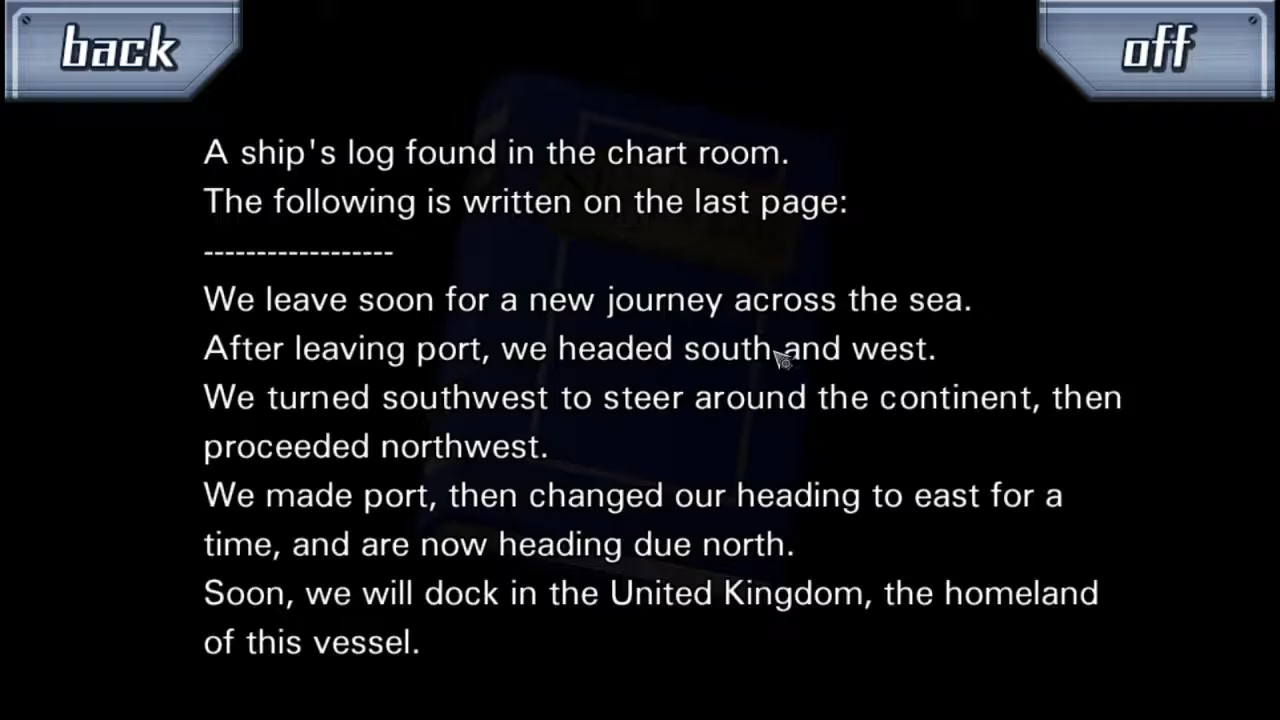 back
off
A ship's log found in the chart room.
The following is written on the last page:
------------------
We leave soon for a new journey across the sea.
After leaving port, we headed south and west.
We turned southwest to steer around the continent, then
proceeded northwest.
We made port, then changed our heading to east for a
time, and are now heading due north.
Soon, we will dock in the United Kingdom, the homeland
of this vessel.